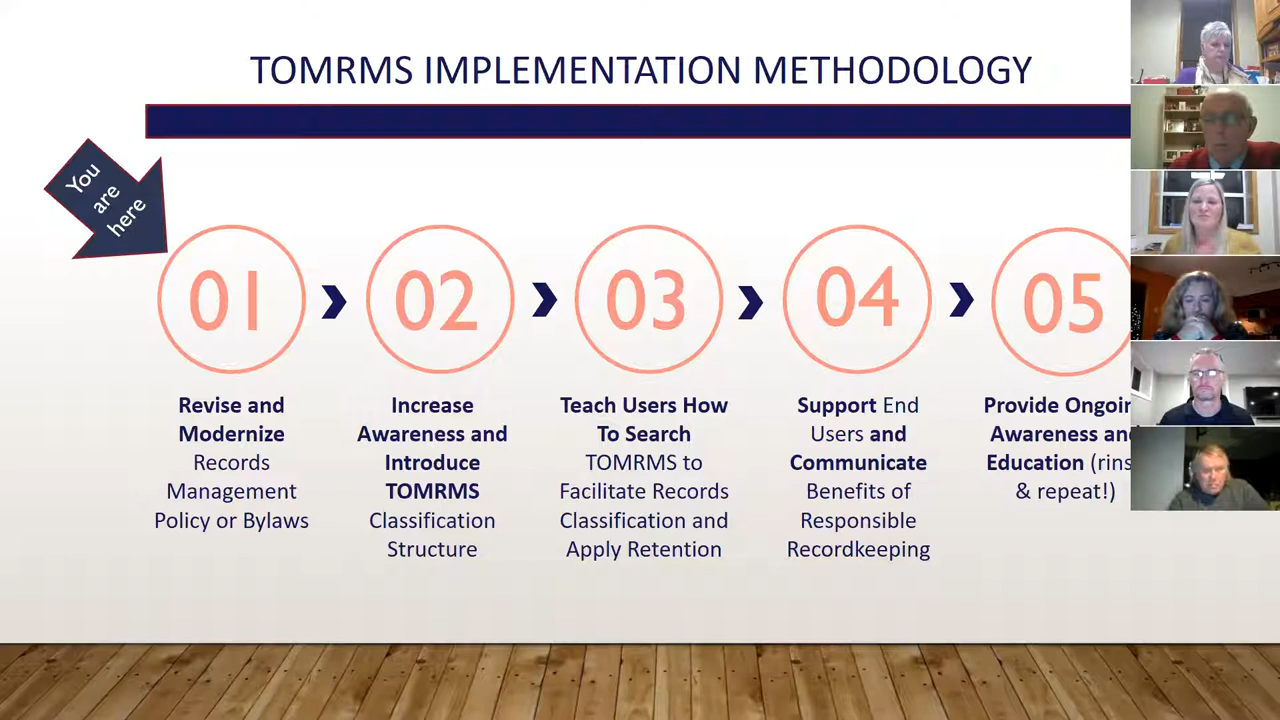 TOMRMS IMPLEMENTATION METHODOLOGY
You
are
here
01
02
03
04
05
Revise and
Modernize
Records
Management
Policy or Bylaws
Increase
Awareness and
Introduce
TOMRMS
Classification
Structure
Teach Users How
To Search
TOMRMS to
Facilitate Records
Classification and
Apply Retention
Support End
Users and
Communicate
Benefits of
Responsible
Recordkeeping
Provide Ongoin
Awareness an
Education (rins
& repeat!)